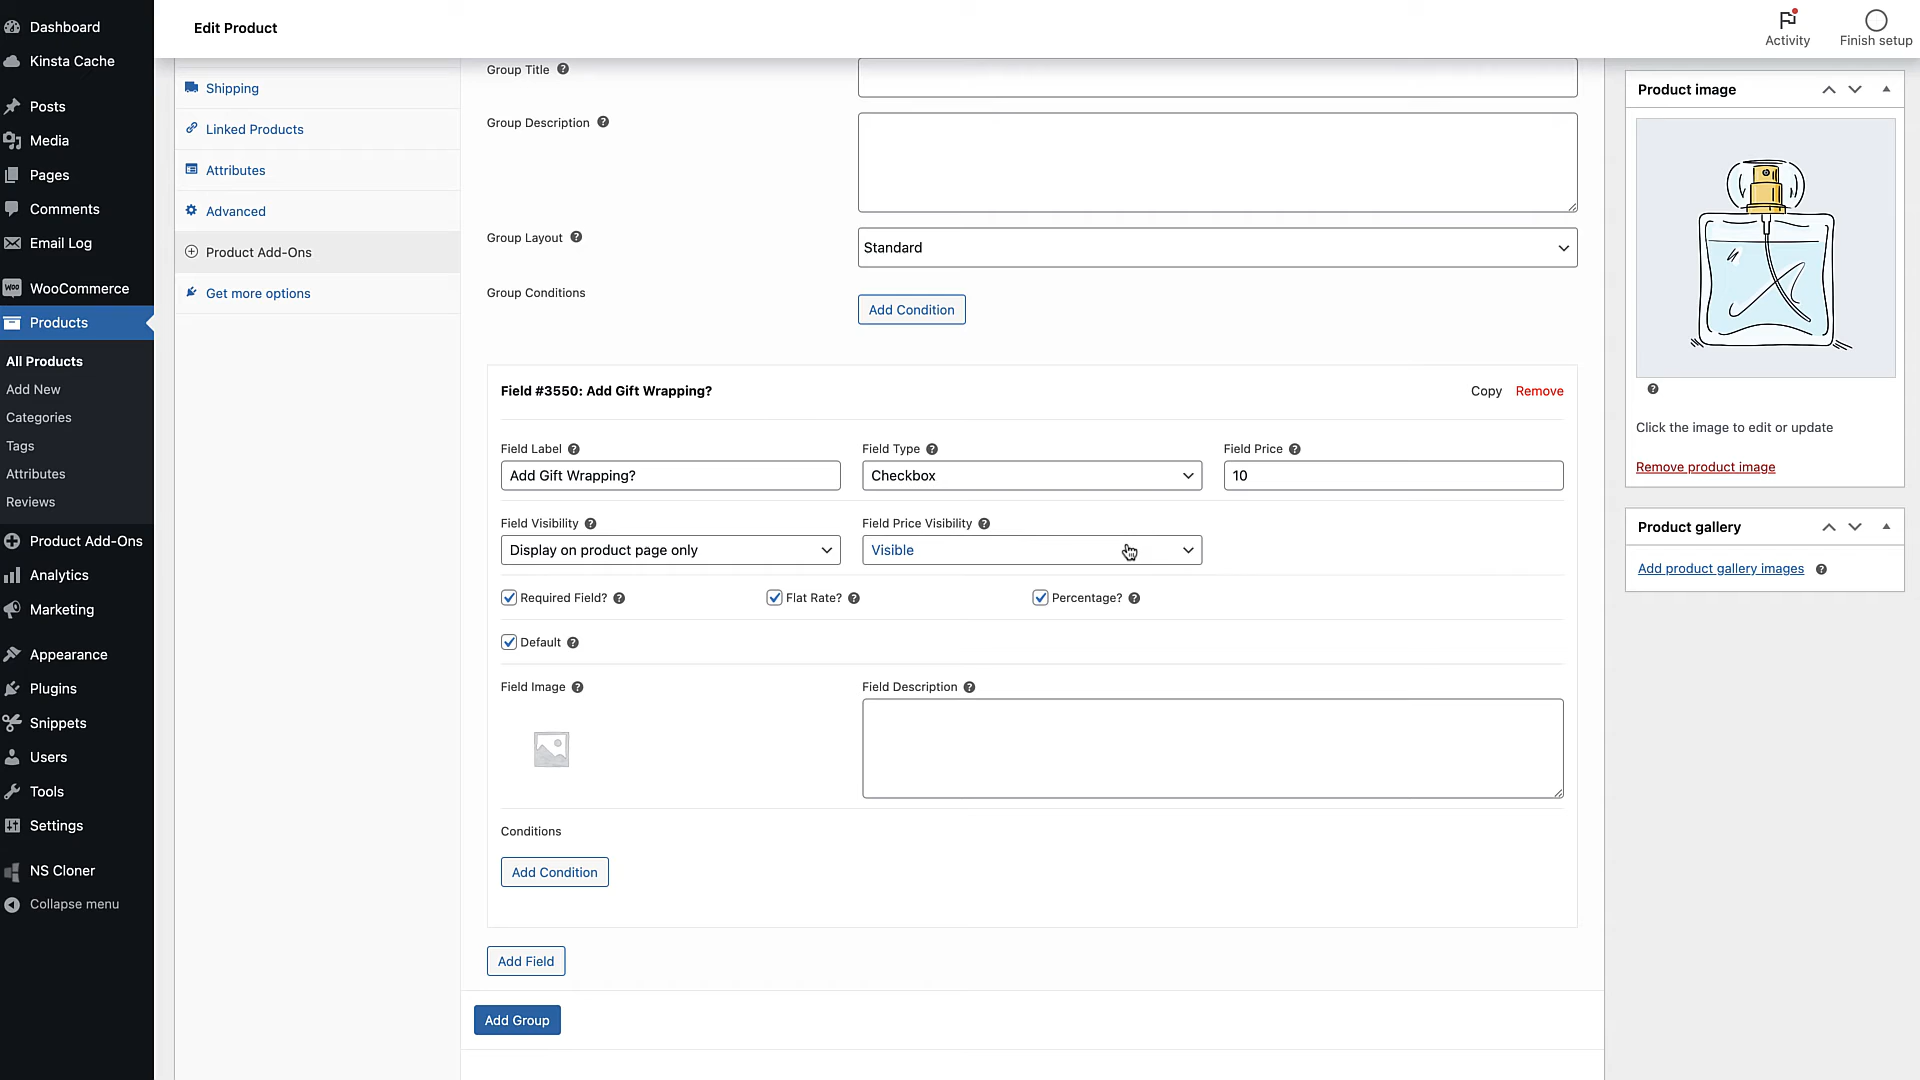 Dashboard
Kinsta Cache
Posts
Media
Pages
Comments
Email Log
WooCommerce
Products
All Products
Add New
Categories
Tags
Attributes
Reviews
Product Add-Ons
Analytics
Marketing
Appearance
Plugins
Snippets
Users
Tools
Settings
NS Cloner
Collapse menu
Edit Product
Activity
Finish setup
Shipping
Linked Products
Attributes
Advanced
Product Add-Ons
Get more options
Group Title
Group Description
Group Layout
Standard
Group Conditions
Add Condition
Field #3550: Add Gift Wrapping?
Copy Remove
Field Label
Field Type
Field Price
Add Gift Wrapping?
Checkbox
10
Field Visibility
Field Price Visibility
Display on product page only
Visible
Required Field?
Flat Rate?
Percentage?
Default
Field Image
Field Description
Conditions
Add Condition
Add Field
Add Group
Product image
Click the image to edit or update
Remove product image
Product gallery
Add product gallery images